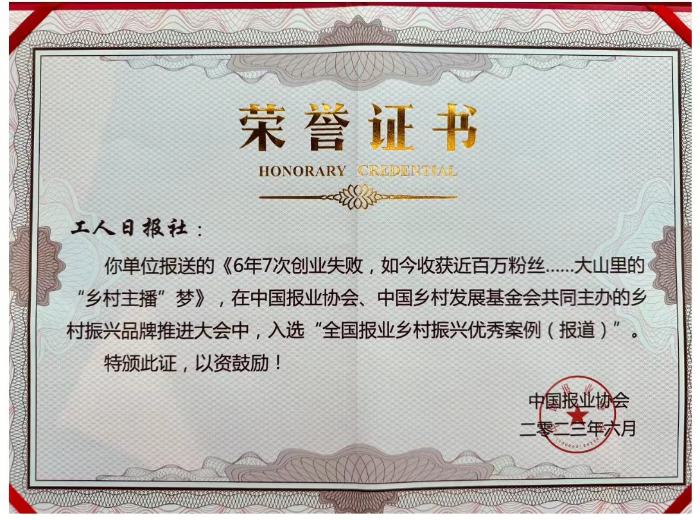 荣誉证书
HONORARY CREDENTIAL
工人日报社：
你单位报送的《6年7次创业失败，如今收获近百万粉丝……大山里的
“乡村主播”梦》，在中国报业协会、中国乡村发展基金会共同主办的乡
村振兴品牌推进大会中，入选“全国报业乡村振兴优秀案例（报道）”。
特颁此证，以资鼓励！
中国报业协会
二零二三年六月